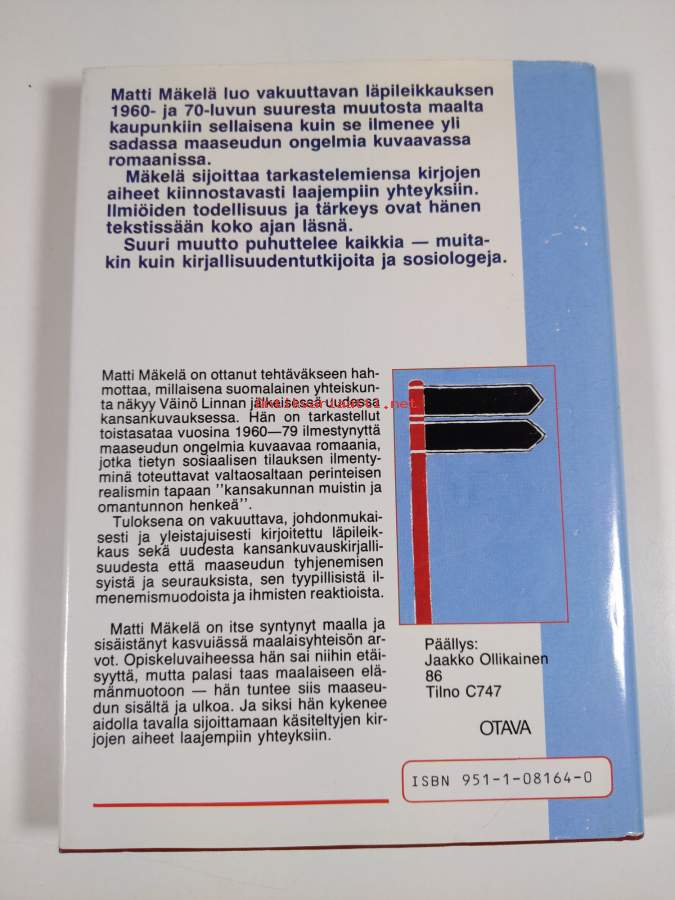 Matti Mäkelä luo vakuuttavan läpileikkauksen
1960- ja 70-luvun suuresta muutosta maalta
kaupunkiin sellaisena kuin se ilmenee yli
sadassa maaseudun ongelmia kuvaavassa
romaanissa.
Mäkelä sijoittaa tarkastelemiensa kirjojen
aiheet kiinnostavasti laajempiin yhteyksiin.
Ilmiöiden todellisuus ja tärkeys ovat hänen
tekstissään koko ajan läsnä.
Suuri muutto puhuttelee kaikkia — muita-
kin kuin kirjallisuudentutkijoita ja sosiologeja.
Matti Mäkelä on ottanut tehtäväkseen hah-
mottaa, millaisena suomalainen yhteiskun-
ta näkyy Väinö Linnan jälkeisessä uudessa
antikvariaatti.net
kansankuvauksessa. Hän on tarkastellut
toistasataa vuosina 1960—79 ilmestynyttä
maaseudun ongelmia kuvaavaa romaania,
jotka tietyn sosiaalisen tilauksen ilmenty-
minä toteuttavat valtaosaltaan perinteisen
realismin tapaan "kansakunnan muistin ja
omantunnon henkeä".
Tuloksena on vakuuttava, johdonmukai-
sesti ja yleistajuisesti kirjoitettu läpileik-
kaus sekä uudesta kansankuvauskirjalli-
suudesta että maaseudun tyhjenemisen
syistä ja seurauksista, sen tyypillisistä il-
menemismuodoista ja ihmisten reaktioista.
Matti Mäkelä on itse syntynyt maalla ja
sisäistänyt kasvuiässä maalaisyhteisön ar-
vot. Opiskeluvaiheessa hän sai niihin etäi-
syyttä, mutta palasi taas maalaiseen elä-
mänmuotoon — hän tuntee siis maaseu-
dun sisältä ja ulkoa. Ja siksi hän kykenee
aidolla tavalla sijoittamaan käsiteltyjen kir-
jojen aiheet laajempiin yhteyksiin.
Päällys:
Jaakko Ollikainen
86
Tilno C747
OTAVA
ISBN 951-1-08164-0